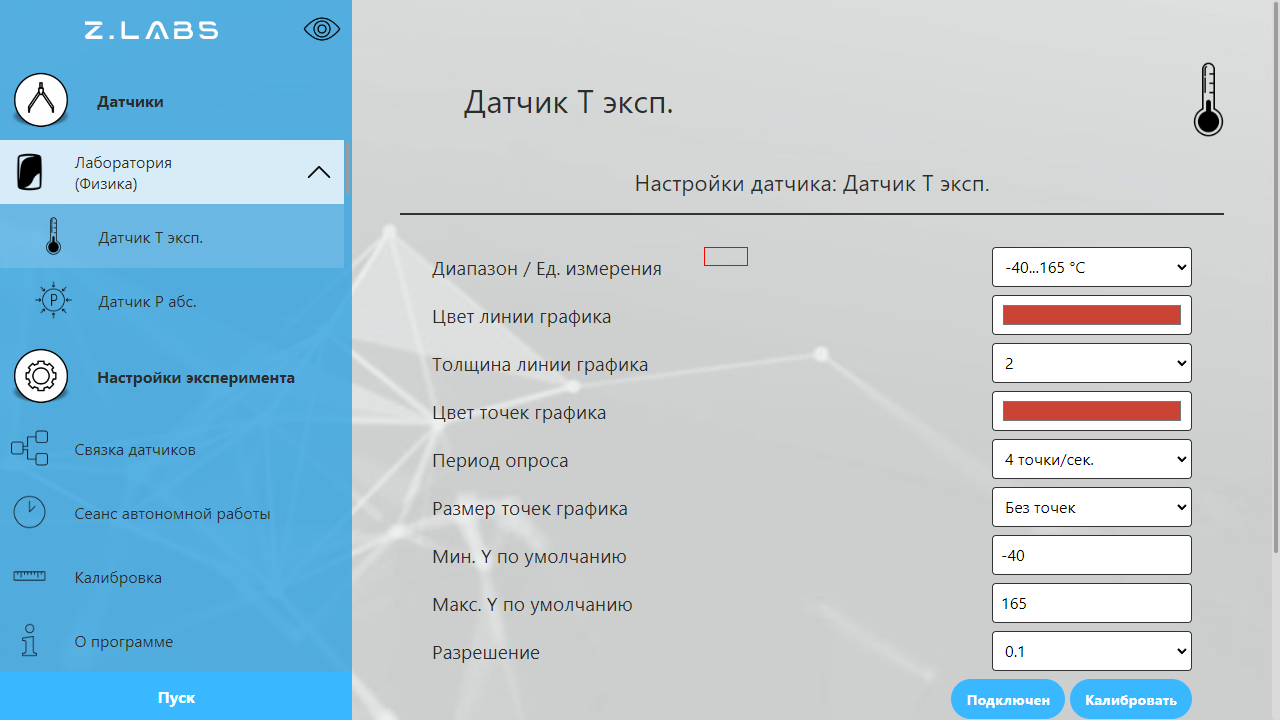 Z.LABS
Датчики
Лаборатория
(Физика)
Датчик Т эксп.
P
Датчик P абс.
Настройки эксперимента
Связка датчиков
Сеанс автономной работы
Калибровка
О программе
Пуск
Датчик Т эксп.
Настройки датчика: Датчик Т эксп.
Диапазон / Ед. измерения
-40...165 °C
Цвет линии графика
Толщина линии графика
2
Цвет точек графика
Период опроса
4 точки/сек.
Размер точек графика
Без точек
Мин. Y по умолчанию
-40
Макс. Y по умолчанию
165
Разрешение
0.1
Подключен
Калибровать